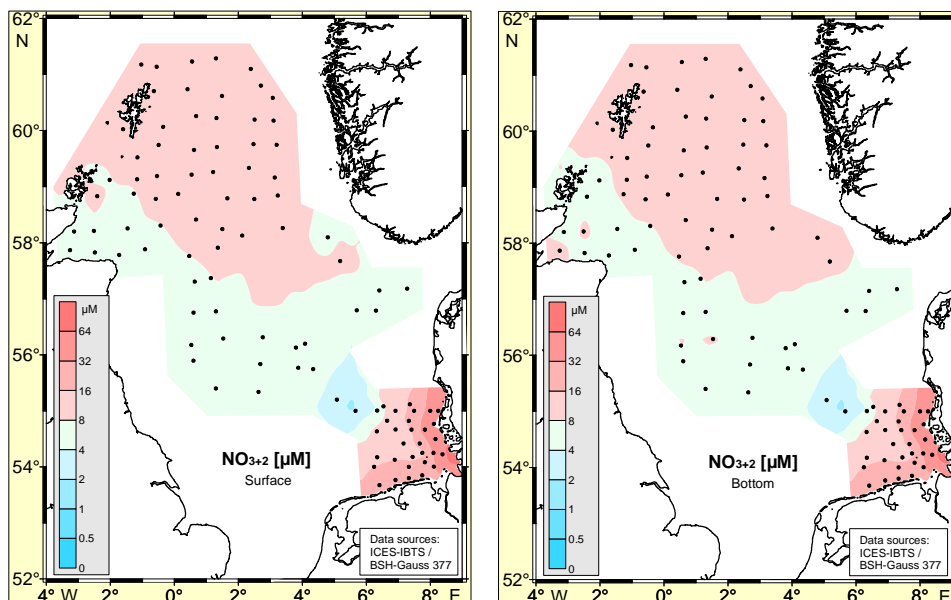 62°
N
60°
58°
56°
54°
52°
4° W 2° 0° 2° 4° 6° 8° E
µM
64
32
16
8
4
2
1
0.5
0
NO3+2 [µM]
Surface
Data sources:
ICES-IBTS /
BSH-Gauss 377
62°
N
60°
58°
56°
54°
52°
4° W 2° 0° 2° 4° 6° 8° E
µM
64
32
16
8
4
2
1
0.5
0
NO3+2 [µM]
Bottom
Data sources:
ICES-IBTS /
BSH-Gauss 377